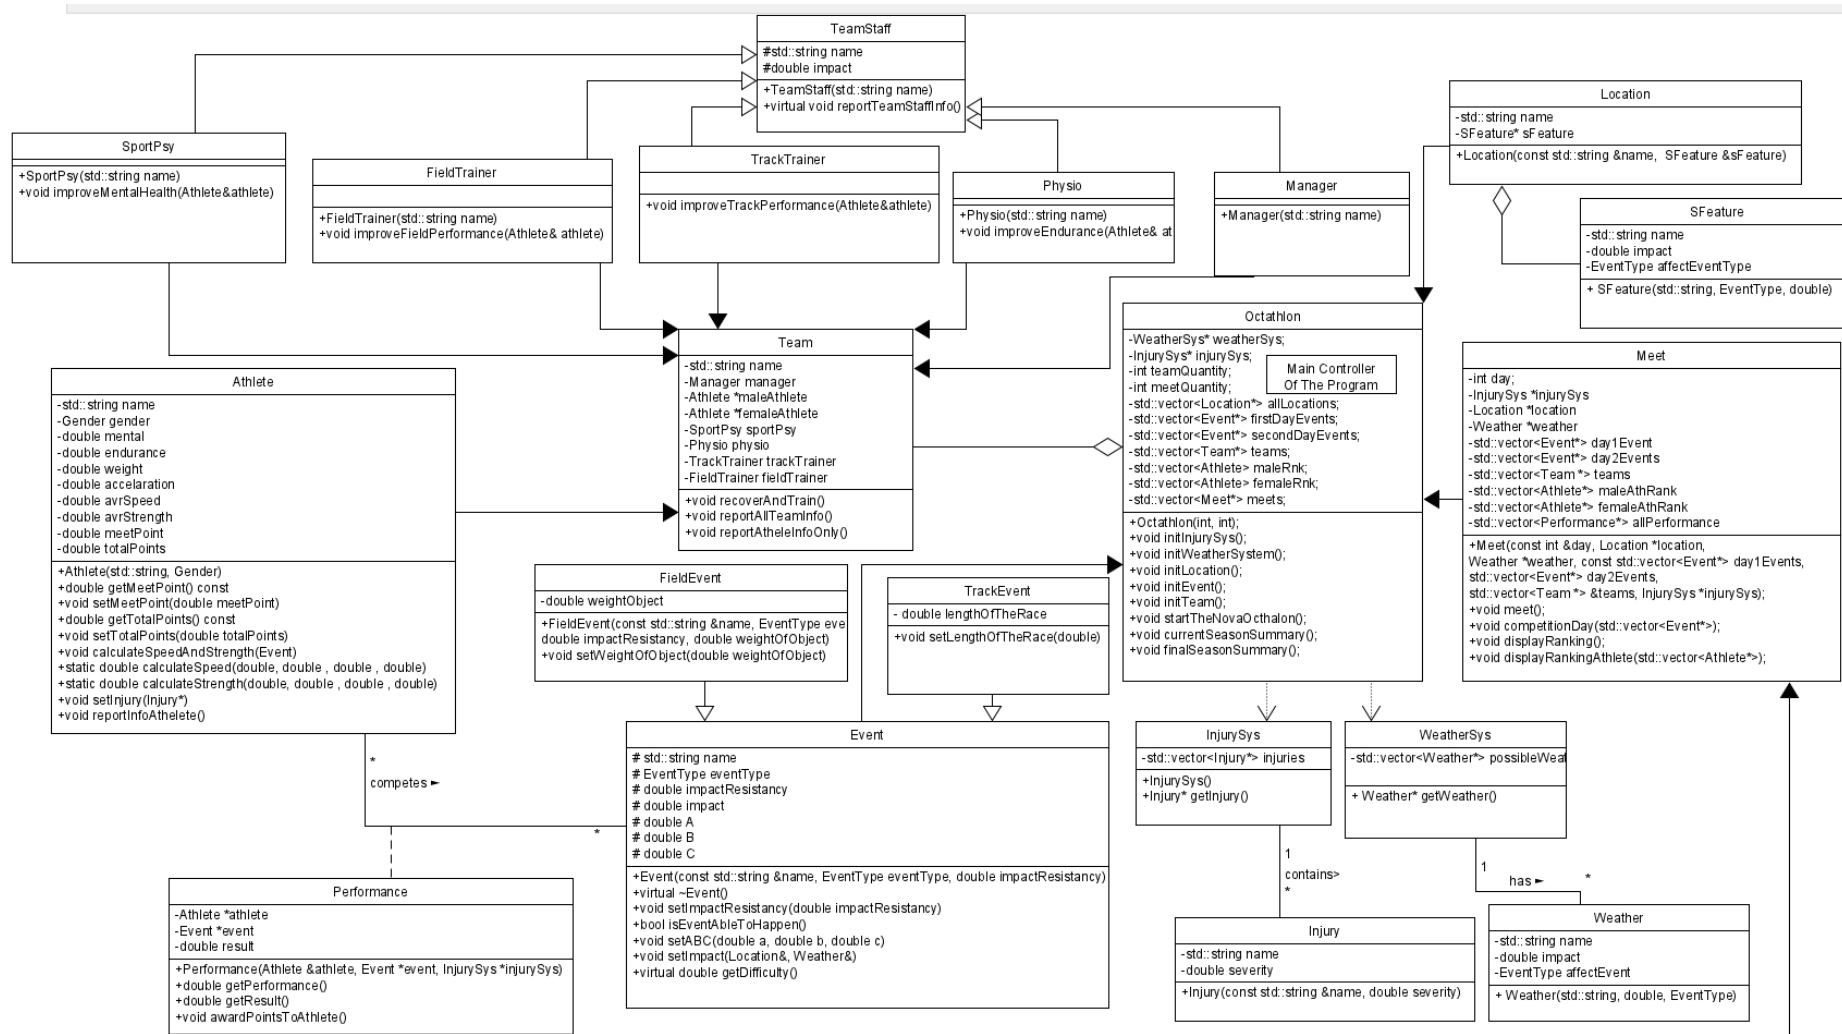 TeamStaff
#std::string name
#double impact
+TeamStaff(std::string name)
+virtual void reportTeamStaffInfo()
Location
-std::string name
-SFeature* sFeature
+Location(const std::string &name,  SFeature &sFeature)
SportPsy
+SportPsy(std::string name)
+void improveMentalHealth(Athlete&athlete)
FieldTrainer
+FieldTrainer(std::string name)
+void improveFieldPerformance(Athlete& athlete)
TrackTrainer
+void improveTrackPerformance(Athlete&athlete)
Physio
+Physio(std::string name)
+void improveEndurance(Athlete& at
Manager
+Manager(std::string name)
SFeature
-std::string name
-double impact
-EventType affectEventType
+ SFeature(std::string, EventType, double)
Team
-std::string name
-Manager manager
-Athlete *maleAthlete
-Athlete *femaleAthlete
-SportPsy sportPsy
-Physio physio
-TrackTrainer trackTrainer
-FieldTrainer fieldTrainer
+void recoverAndTrain()
+void reportAllTeamInfo()
+void reportAtheleInfoOnly()
Octathlon
-WeatherSys* weatherSys;
-InjurySys* injurySys;
-int teamQuantity;
-int meetQuantity;
-std::vector<Location*> allLocations;
-std::vector<Event*> firstDayEvents;
-std::vector<Event*> secondDayEvents;
-std::vector<Team*> teams;
-std::vector<Athlete> maleRnk;
-std::vector<Athlete> femaleRnk;
-std::vector<Meet*> meets;
+Octathlon(int, int);
+void initInjurySys();
+void initWeatherSystem();
+void initLocation();
+void initEvent();
+void initTeam();
+void startTheNovaOcthalon();
+void currentSeasonSummary();
+void finalSeasonSummary();
Main Controller
Of The Program
Meet
-int day;
-InjurySys *injurySys
-Location *location
-Weather *weather
-std::vector<Event*> day1Event
-std::vector<Event*> day2Events
-std::vector<Team *> teams
-std::vector<Athlete*> maleAthRank
-std::vector<Athlete*> femaleAthRank
-std::vector<Performance*> allPerformance
+Meet(const int &day, Location *location,
Weather *weather, const std::vector<Event*> day1Events,
std::vector<Event*> day2Events,
std::vector<Team *> &teams, InjurySys *injurySys);
+void meet();
+void competitionDay(std::vector<Event*>);
+void displayRanking();
+void displayRankingAthlete(std::vector<Athlete*>);
Athlete
-std::string name
-Gender gender
-double mental
-double endurance
-double weight
-double accelaration
-double avrSpeed
-double avrStrength
-double meetPoint
-double totalPoints
+Athlete(std::string, Gender)
+double getMeetPoint() const
+void setMeetPoint(double meetPoint)
+double getTotalPoints() const
+void setTotalPoints(double totalPoints)
+void calculateSpeedAndStrength(Event)
+static double calculateSpeed(double, double , double , double)
+static double calculateStrength(double, double , double , double)
+void setInjury(Injury*)
+void reportInfoAthelete()
FieldEvent
-double weightObject
+FieldEvent(const std::string &name, EventType eve
double impactResistancy, double weightOfObject)
+void setWeightOfObject(double weightOfObject)
TrackEvent
- double lengthOfTheRace
+void setLengthOfTheRace(double)
Event
# std::string name
# EventType eventType
# double impactResistancy
# double impact
# double A
# double B
# double C
+Event(const std::string &name, EventType eventType, double impactResistancy)
+virtual ~Event()
+void setImpactResistancy(double impactResistancy)
+bool isEventAbleToHappen()
+void setABC(double a, double b, double c)
+void setImpact(Location&, Weather&)
+virtual double getDifficulty()
InjurySys
-std::vector<Injury*> injuries
+InjurySys()
+Injury* getInjury()
WeatherSys
-std::vector<Weather*> possibleWeat
+ Weather* getWeather()
*
competes ►
*
1
contains>
*
1
has ►
*
Performance
-Athlete *athlete
-Event *event
-double result
+Performance(Athlete &athlete, Event *event, InjurySys *injurySys)
+double getPerformance()
+double getResult()
+void awardPointsToAthlete()
Injury
-std::string name
-double severity
+Injury(const std::string &name, double severity)
Weather
-std::string name
-double impact
-EventType affectEvent
+ Weather(std::string, double, EventType)